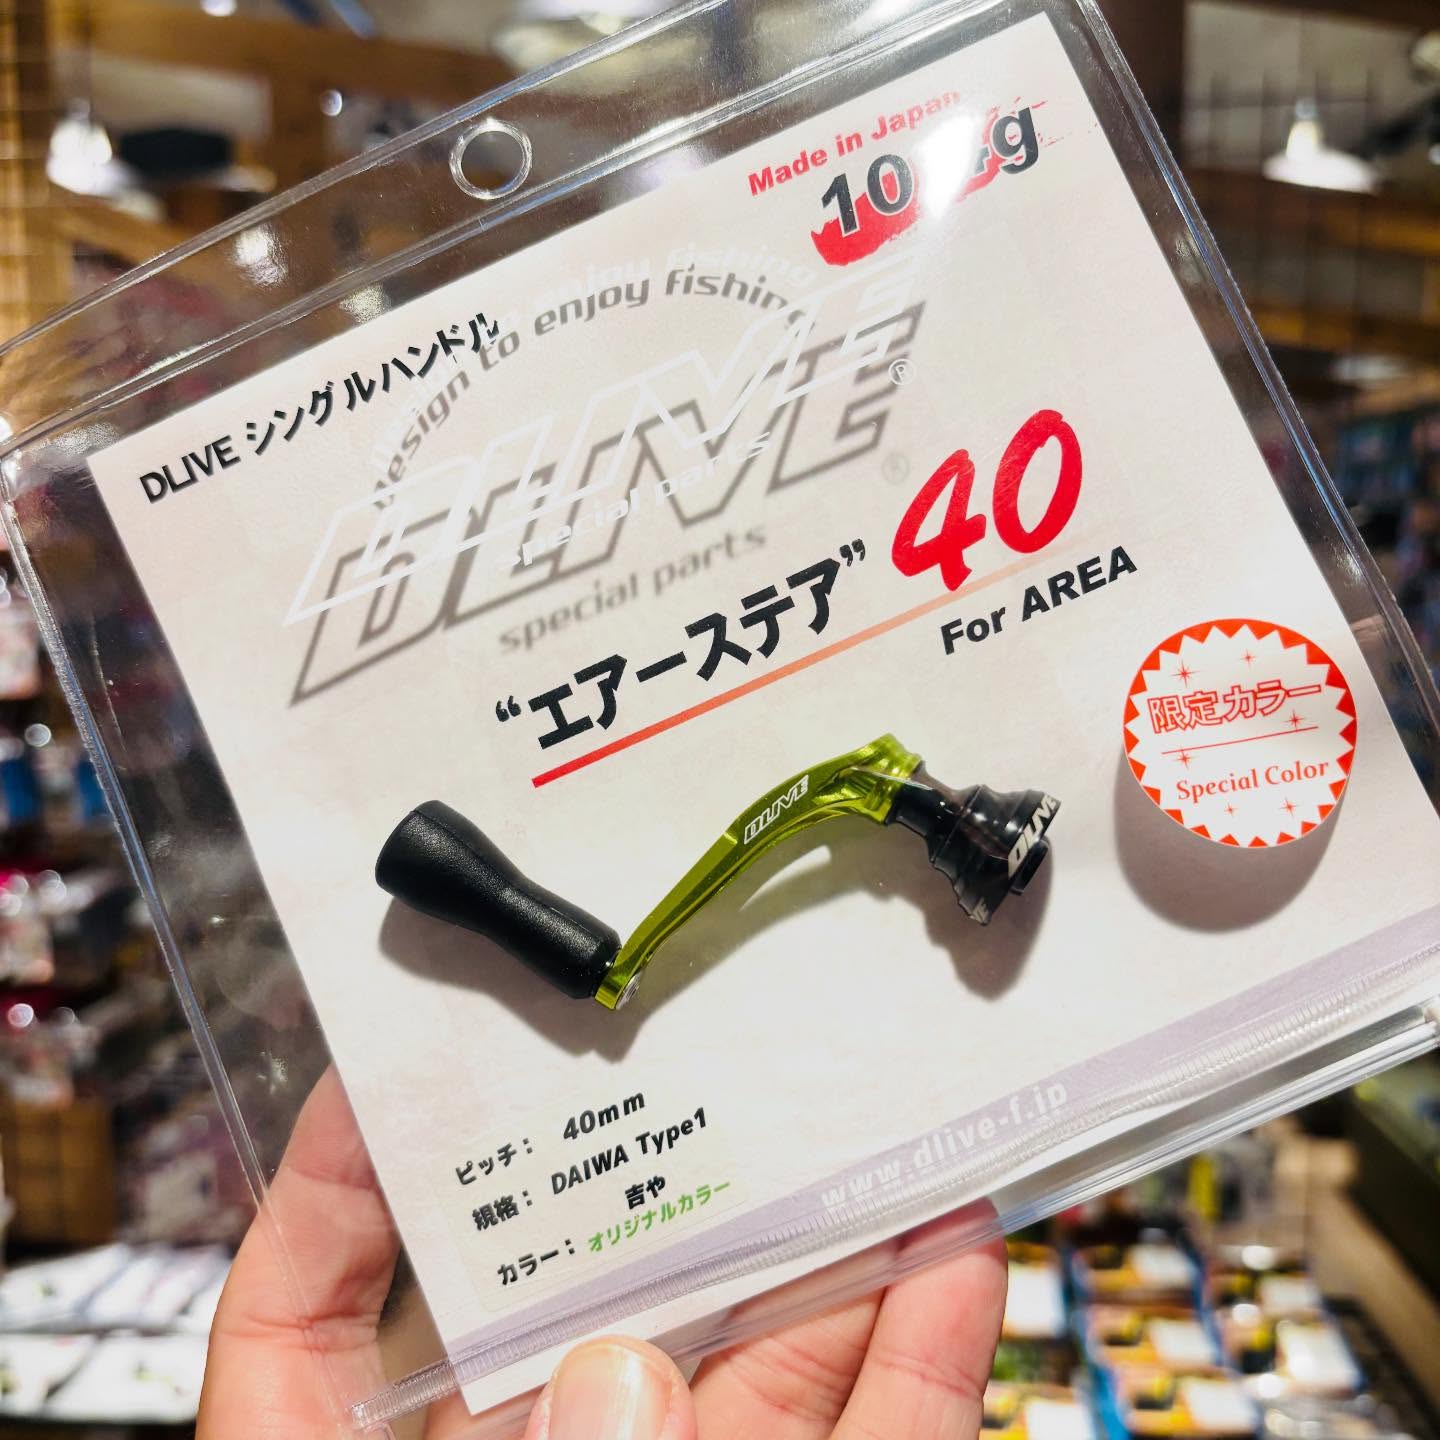 Made in Japan
DLIVE シングルハンドル
design to enjoy fishing
DLIVE®
special parts
"エアーステア" 40
For AREA
限定カラー
Special Color
DLIVE
DLIVE
ピッチ： 40mm
規格： DAIWA Type1
吉や
カラー： オリジナルカラー
www.dlive-f.jp